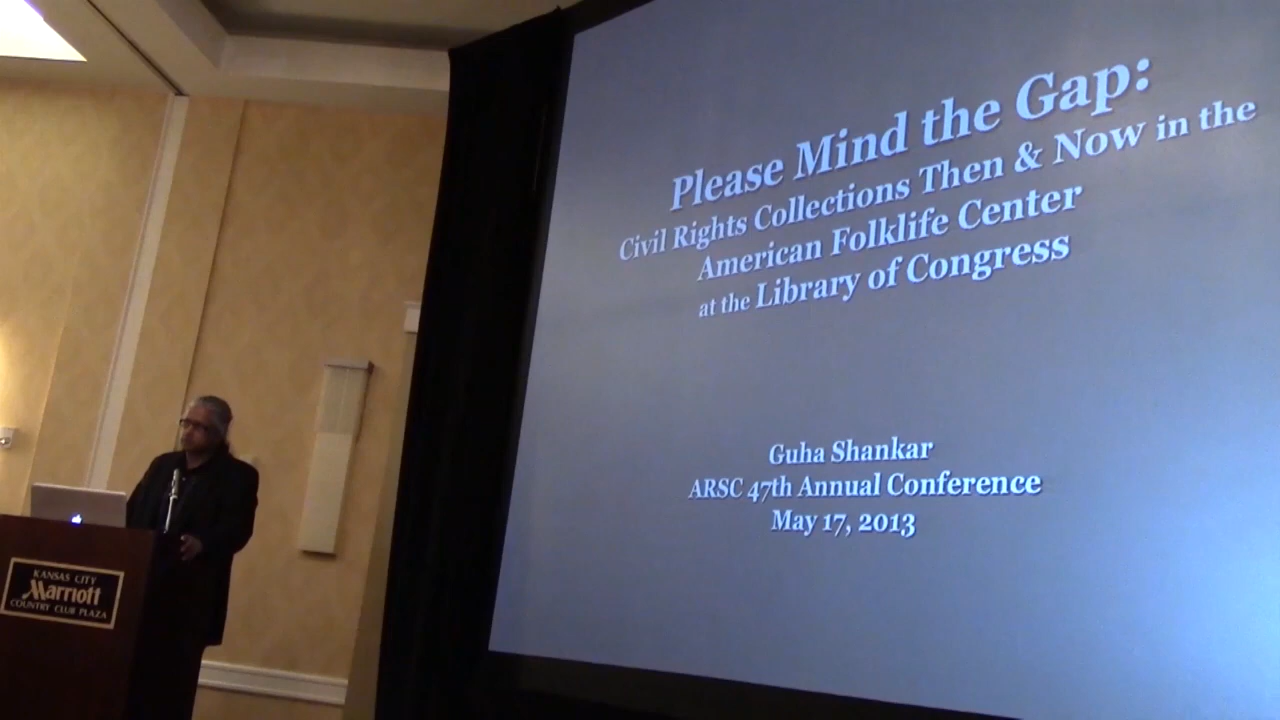 Please Mind the Gap:
Civil Rights Collections Then & Now in the
American Folklife Center
at the Library of Congress
Guha Shankar
ARSC 47th Annual Conference
May 17, 2013
KANSAS CITY
Marriott
COUNTRY CLUB PLAZA